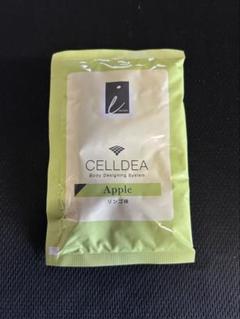 i
CELLDEA
Body Designing System
Apple
リンゴ味